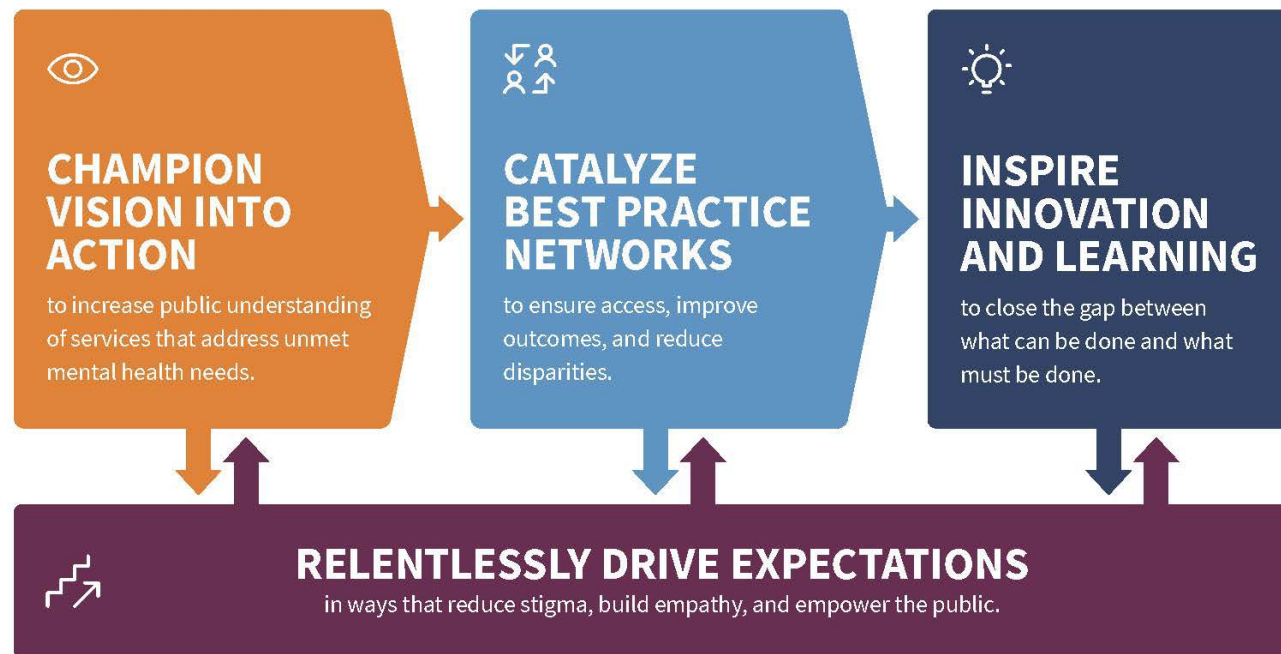 CHAMPION
VISION INTO
ACTION
to increase public understanding
of services that address unmet
mental health needs.
CATALYZE
BEST PRACTICE
NETWORKS
to ensure access, improve
outcomes, and reduce
disparities.
INSPIRE
INNOVATION
AND LEARNING
to close the gap between
what can be done and what
must be done.
RELENTLESSLY DRIVE EXPECTATIONS
in ways that reduce stigma, build empathy, and empower the public.